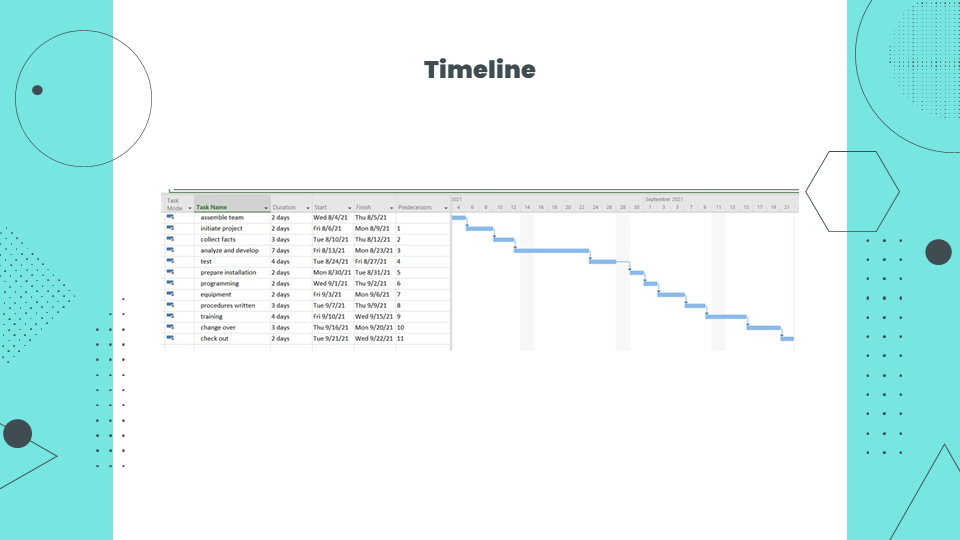 Timeline
Task Mode Task Name Duration Start Finish Predecessors
2021 September 2021
4 6 8 10 12 14 16 18 20 22 24 26 28 30 1 3 5 7 9 11 13 15 17 19 21
assemble team 2 days Wed 8/4/21 Thu 8/5/21
initiate project 2 days Fri 8/6/21 Mon 8/9/21 1
collect facts 3 days Tue 8/10/21 Thu 8/12/21 2
analyze and develop 7 days Fri 8/13/21 Mon 8/23/21 3
test 4 days Tue 8/24/21 Fri 8/27/21 4
prepare installation 2 days Mon 8/30/21 Tue 8/31/21 5
programming 2 days Wed 9/1/21 Thu 9/2/21 6
equipment 2 days Fri 9/3/21 Mon 9/6/21 7
procedures written 3 days Tue 9/7/21 Thu 9/9/21 8
training 4 days Fri 9/10/21 Wed 9/15/21 9
change over 3 days Thu 9/16/21 Mon 9/20/21 10
check out 2 days Tue 9/21/21 Wed 9/22/21 11